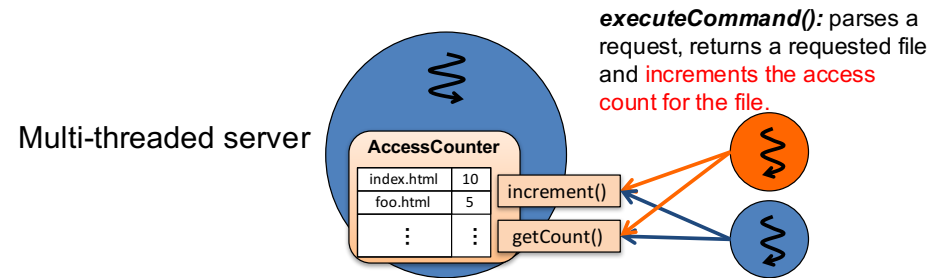 executeCommand(): parses a
request, returns a requested file
and increments the access
count for the file.
Multi-threaded server
AccessCounter
index.html 10
foo.html 5
⋮ ⋮
increment()
getCount()